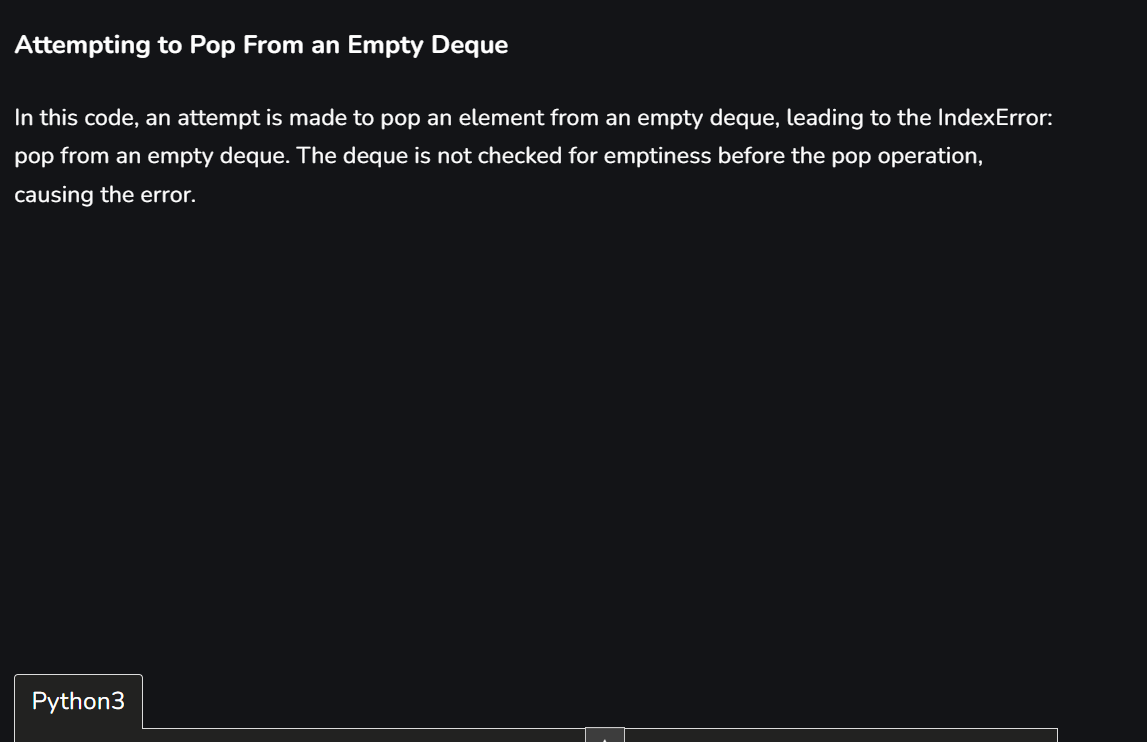 Attempting to Pop From an Empty Deque
In this code, an attempt is made to pop an element from an empty deque, leading to the IndexError:
pop from an empty deque. The deque is not checked for emptiness before the pop operation,
causing the error.
Python3